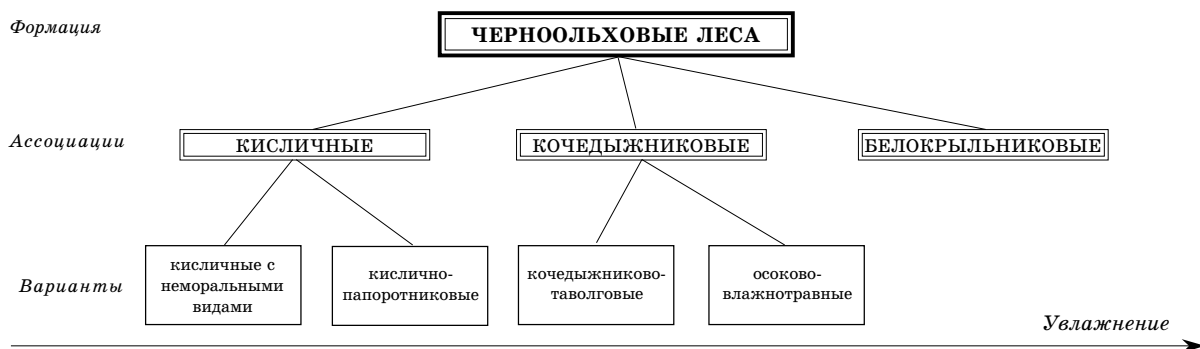 Формация
ЧЕРНООЛЬХОВЫЕ ЛЕСА
Ассоциации
КИСЛИЧНЫЕ
КОЧЕДЫЖНИКОВЫЕ
БЕЛОКРЫЛЬНИКОВЫЕ
Варианты
кисличные с
неморальными
видами
кислично-
папоротниковые
кочедыжниково-
таволговые
осоково-
влажнотравные
Увлажнение